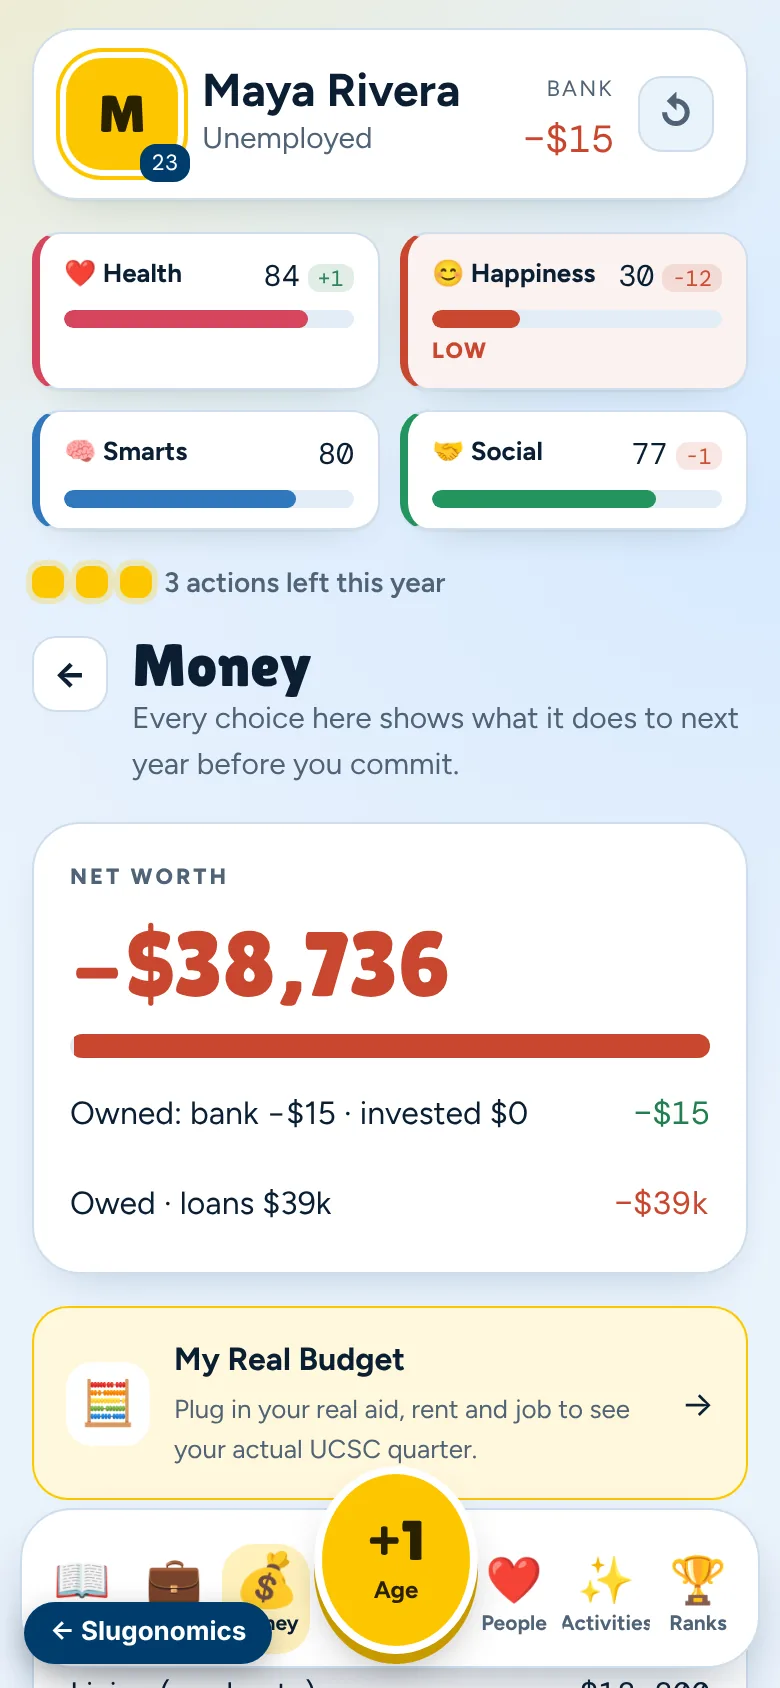 M
23
Maya Rivera
Unemployed
BANK
−$15
Health 84 +1
Happiness 30 -12
LOW
Smarts 80
Social 77 -1
3 actions left this year
Money
Every choice here shows what it does to next
year before you commit.
NET WORTH
−$38,736
Owned: bank −$15 · invested $0 −$15
Owed · loans $39k −$39k
My Real Budget
Plug in your real aid, rent and job to see
your actual UCSC quarter.
+1
Age
People
Activities
Ranks
← Slugonomics